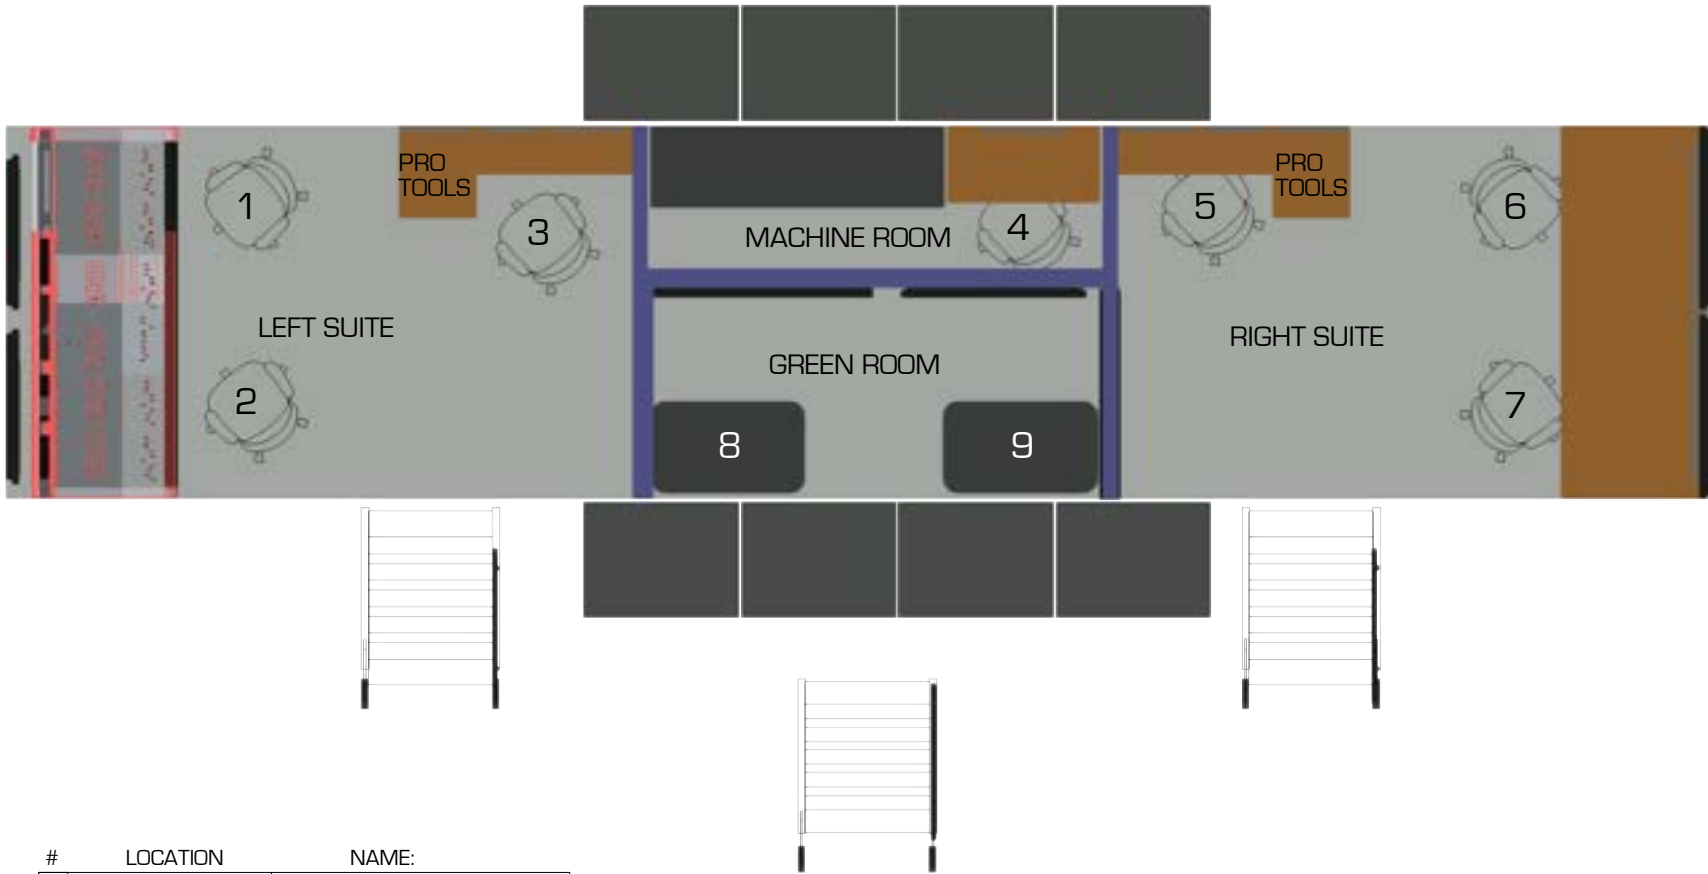 PRO
TOOLS
PRO
TOOLS
1
3
4
5
6
MACHINE ROOM
LEFT SUITE
RIGHT SUITE
GREEN ROOM
2
7
8
9
# LOCATION NAME: